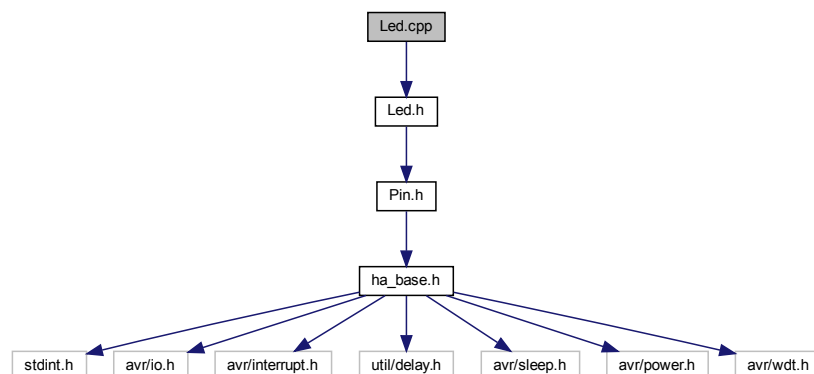 Led.cpp
Led.h
Pin.h
ha_base.h
stdint.h avr/io.h avr/interrupt.h util/delay.h avr/sleep.h avr/power.h avr/wdt.h